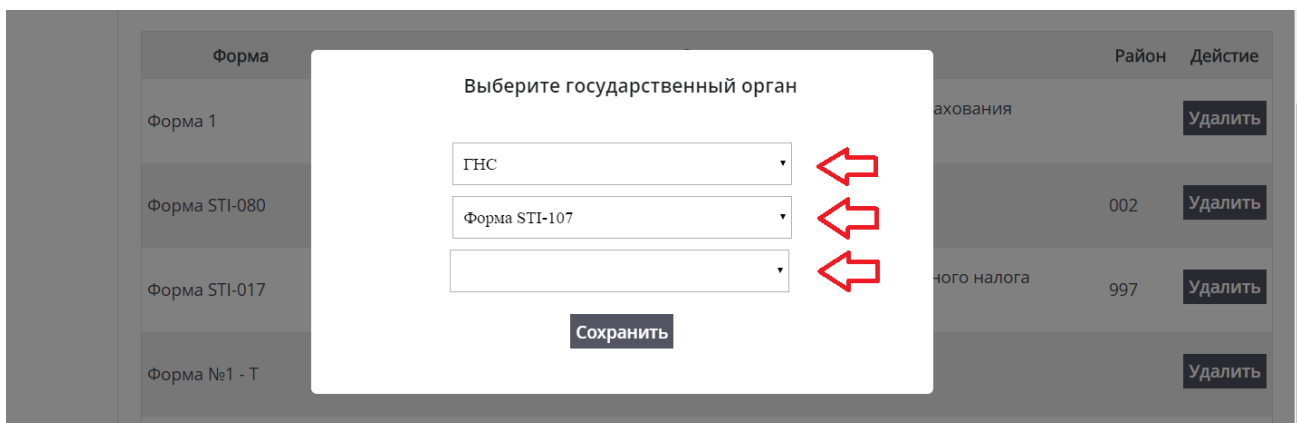 Форма Район Дейстие
Выберите государственный орган
Форма 1 ахования Удалить
ГНС
Форма STI-080 002 Удалить
Форма STI-107
Форма STI-017 ного налога 997 Удалить
Сохранить
Форма №1 - Т Удалить